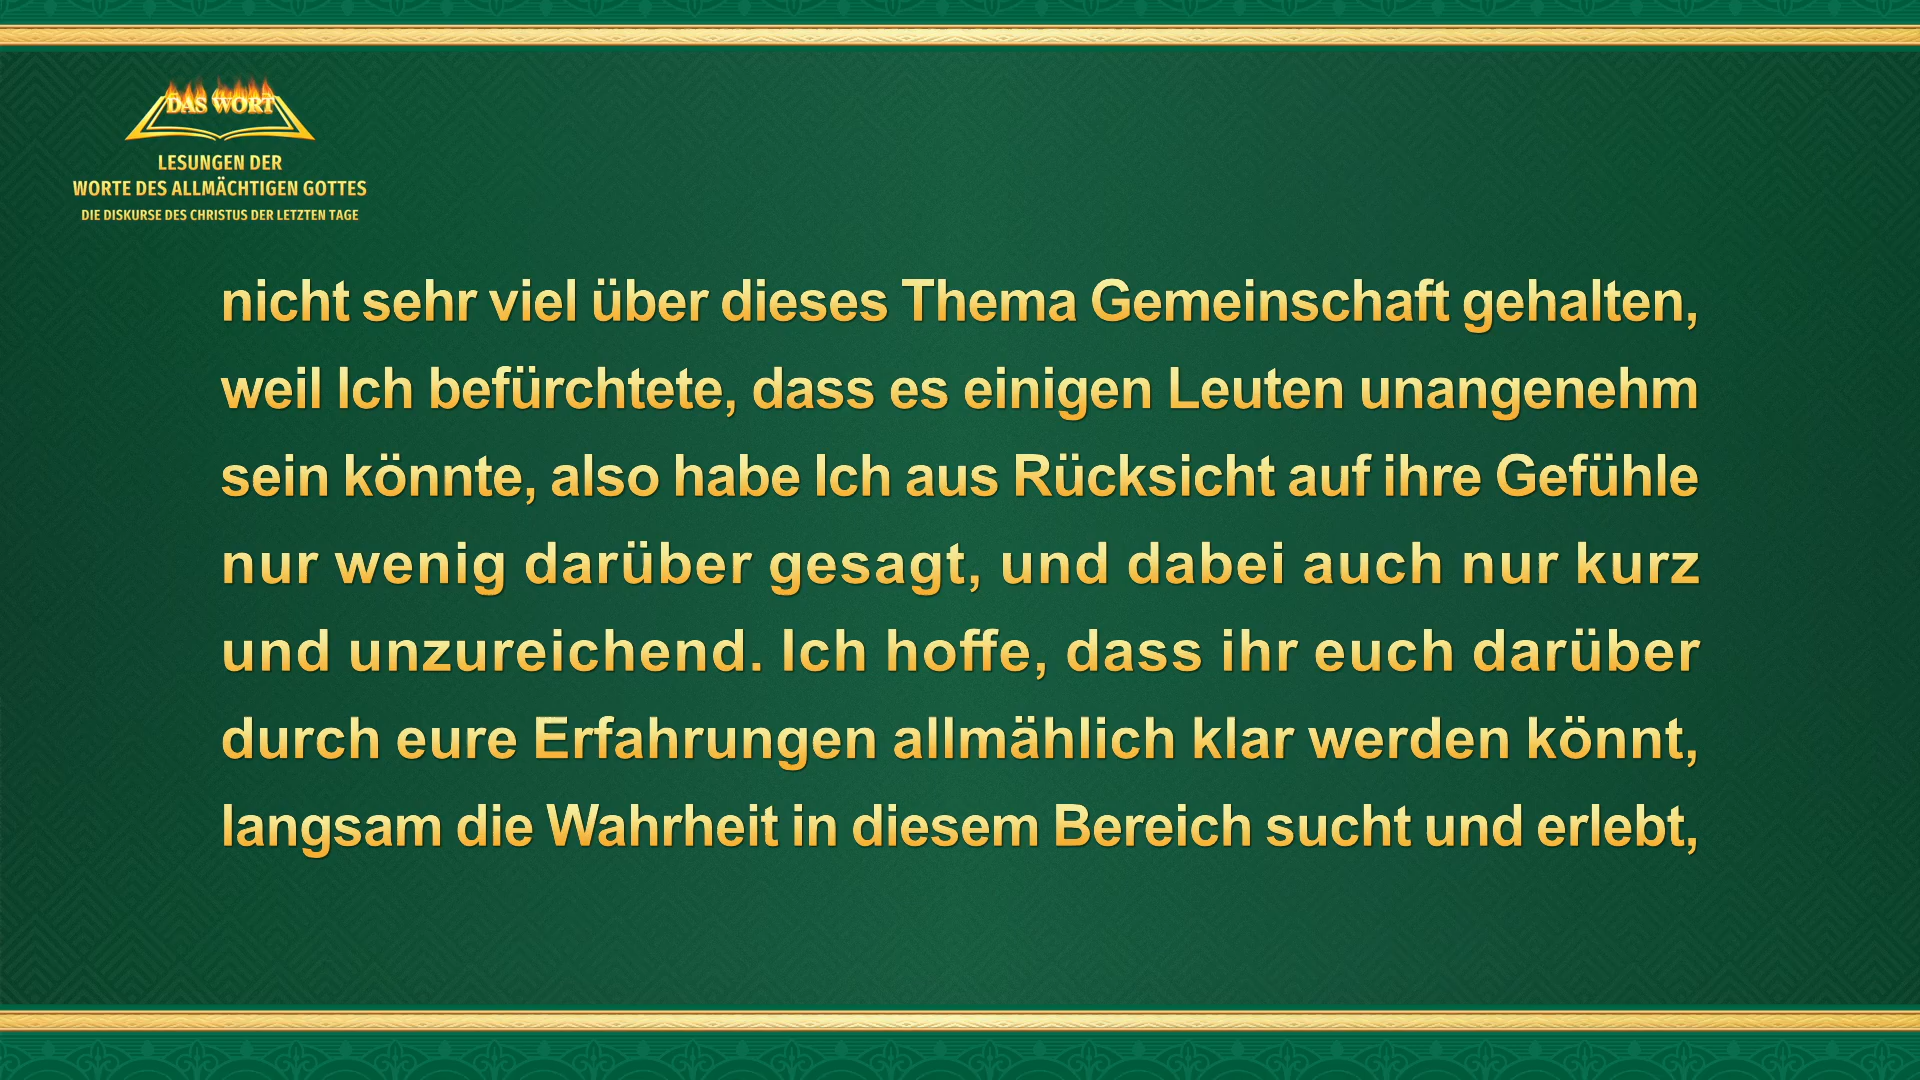 DAS WORT
LESUNGEN DER
WORTE DES ALLMÄCHTIGEN GOTTES
DIE DISKURSE DES CHRISTUS DER LETZTEN TAGE
nicht sehr viel über dieses Thema Gemeinschaft gehalten,
weil Ich befürchtete, dass es einigen Leuten unangenehm
sein könnte, also habe Ich aus Rücksicht auf ihre Gefühle
nur wenig darüber gesagt, und dabei auch nur kurz
und unzureichend. Ich hoffe, dass ihr euch darüber
durch eure Erfahrungen allmählich klar werden könnt,
langsam die Wahrheit in diesem Bereich sucht und erlebt,